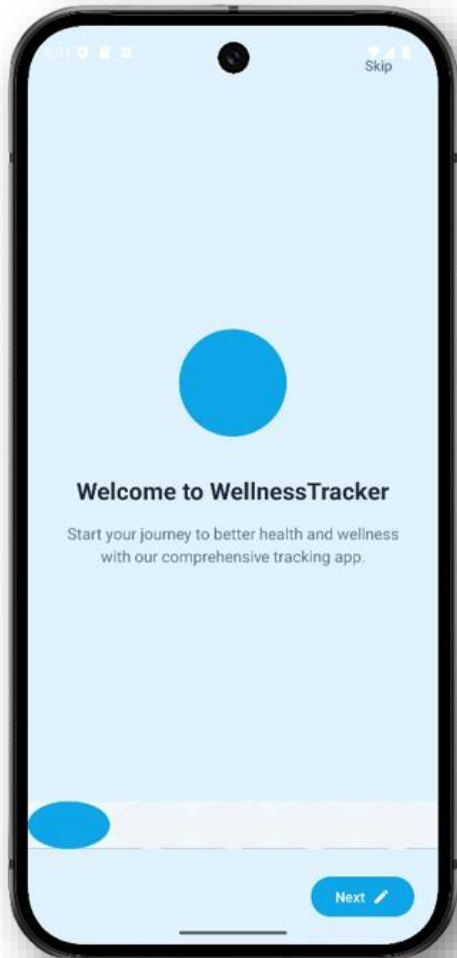 Skip
Welcome to WellnessTracker
Start your journey to better health and wellness
with our comprehensive tracking app.
Next